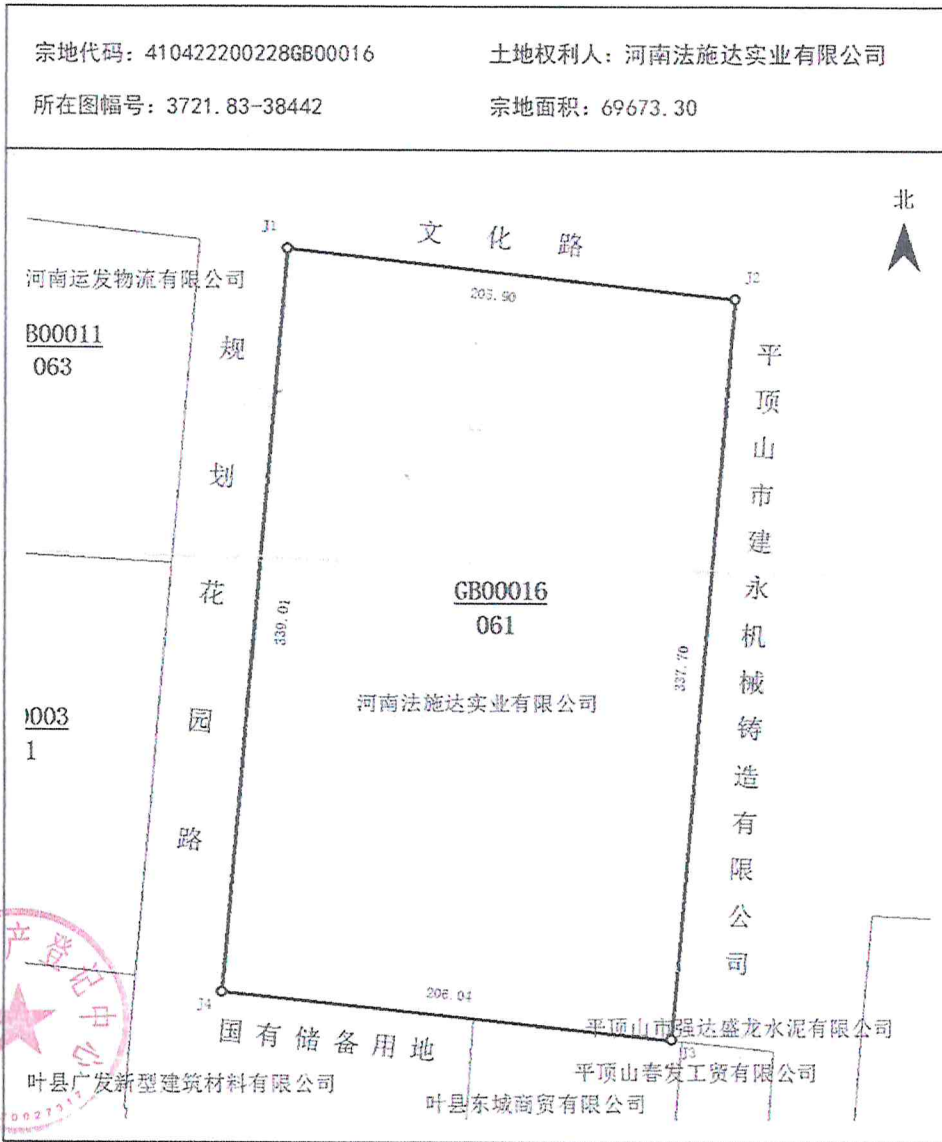 宗地代码: 410422200228GB00016
土地权利人: 河南法施达实业有限公司
所在图幅号: 3721.83-38442
宗地面积: 69673.30
北
J1
文化路
J2
205.90
河南运发物流有限公司
B00011
063
规划花园路
平顶山市建永机械铸造有限公司
GB00016
061
339.01
337.70
河南法施达实业有限公司
0003
1
J4
206.04
J3
国有储备用地
平顶山市强达盛龙水泥有限公司
平顶山春发工贸有限公司
叶县广发新型建筑材料有限公司
叶县东城商贸有限公司
产登记中心